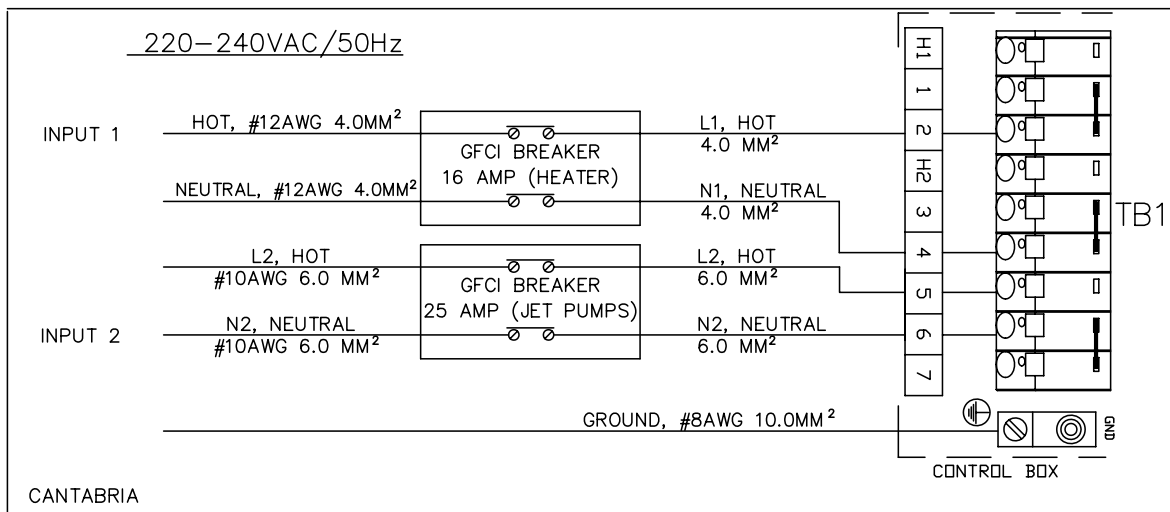 220-240VAC/50Hz
INPUT 1
HOT, #12AWG 4.0MM²
NEUTRAL, #12AWG 4.0MM²
GFCI BREAKER
16 AMP (HEATER)
L1, HOT
4.0 MM²
N1, NEUTRAL
4.0 MM²
L2, HOT
#10AWG 6.0 MM²
INPUT 2
N2, NEUTRAL
#10AWG 6.0 MM²
GFCI BREAKER
25 AMP (JET PUMPS)
L2, HOT
6.0 MM²
N2, NEUTRAL
6.0 MM²
GROUND, #8AWG 10.0MM²
H1
1
2
H2
3
4
5
6
7
TB1
GND
CONTROL BOX
CANTABRIA